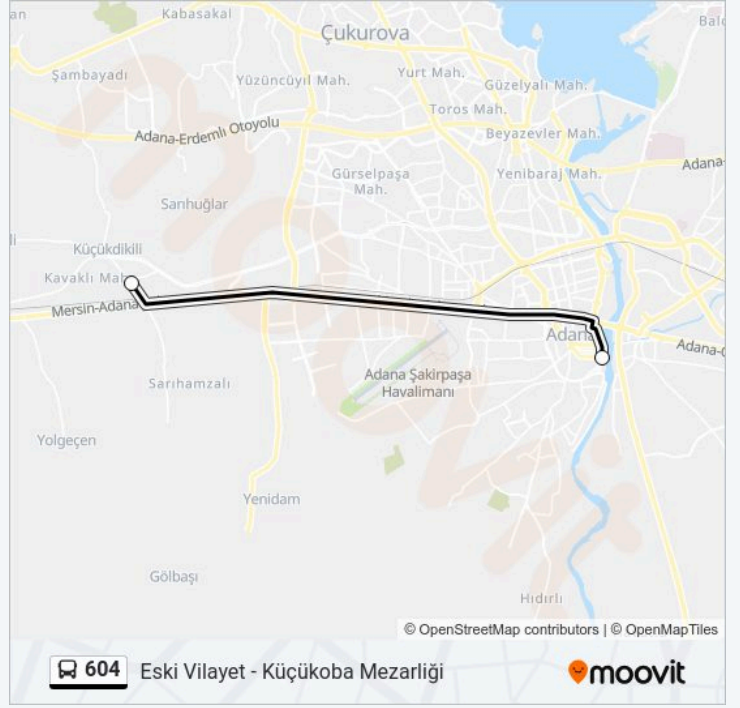 an
Kabasakal
Çukurova
Şambayadı
Yüzüncüyıl Mah.
Yurt Mah.
Güzelyalı Mah.
Toros Mah.
Adana-Erdemli Otoyolu
Beyazevler Mah.
Gürselpaşa
Mah.
Yenibaraj Mah.
Adana-
Sarıhuğlar
Küçükdikili
Kavaklı Mah
Mersin-Adana
Adana
Adana-
Adana Şakirpaşa
Havalimanı
Sarıhamzalı
Yolgeçen
Yenidam
Gölbaşı
Hıdırlı
moovit
© OpenStreetMap contributors | © OpenMapTiles
604 Eski Vilayet - Küçükoba Mezarliği
moovit